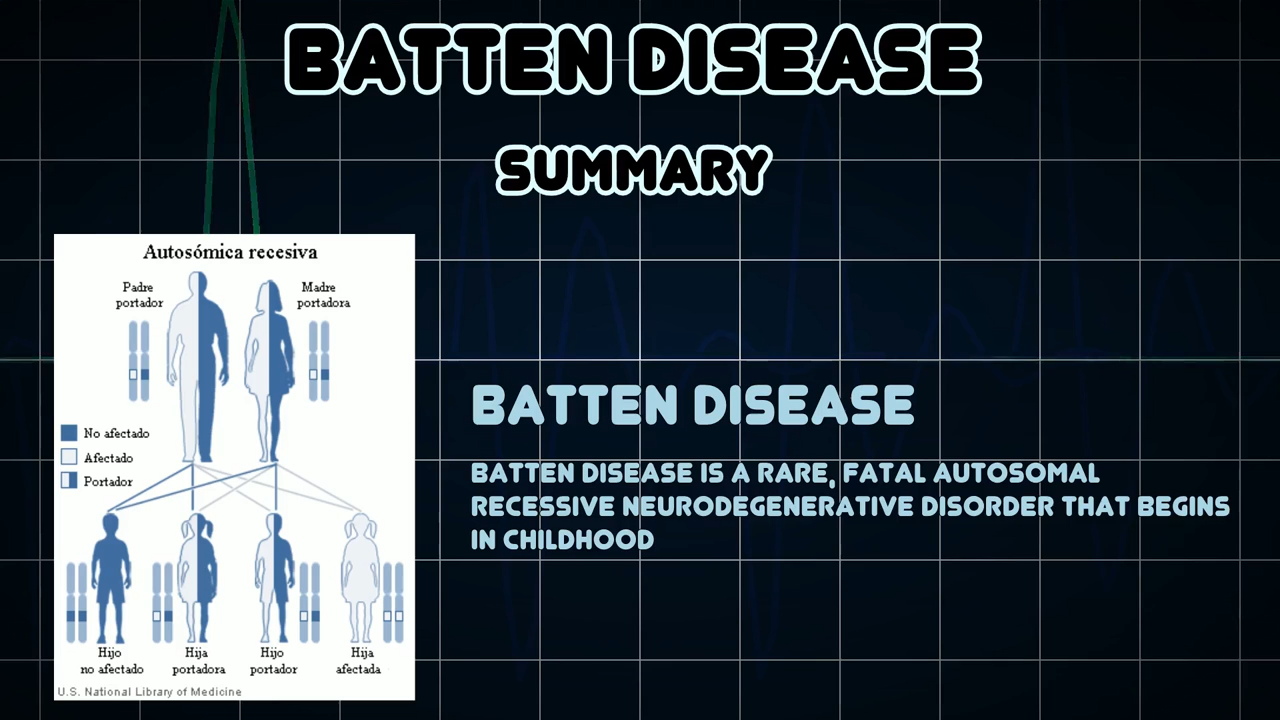 BATTEN DISEASE
SUMMARY
Autosómica recesiva
Padre
portador
Madre
portadora
No afectado
Afectado
Portador
Hijo
no afectado
Hija
portadora
Hijo
portador
Hija
afectada
U.S. National Library of Medicine
BATTEN DISEASE
BATTEN DISEASE IS A RARE, FATAL AUTOSOMAL
RECESSIVE NEURODEGENERATIVE DISORDER THAT BEGINS
IN CHILDHOOD